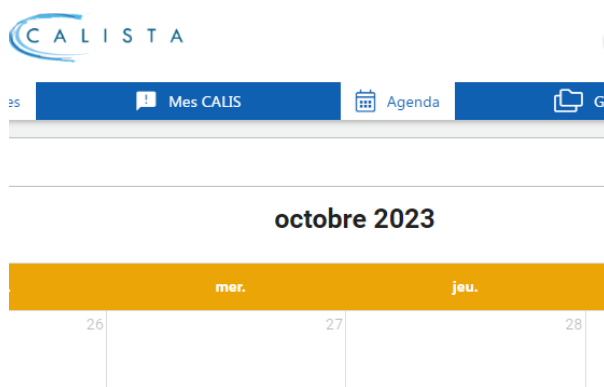 CALISTA
es Mes CALIS Agenda G
octobre 2023
. mer. jeu.
26 27 28